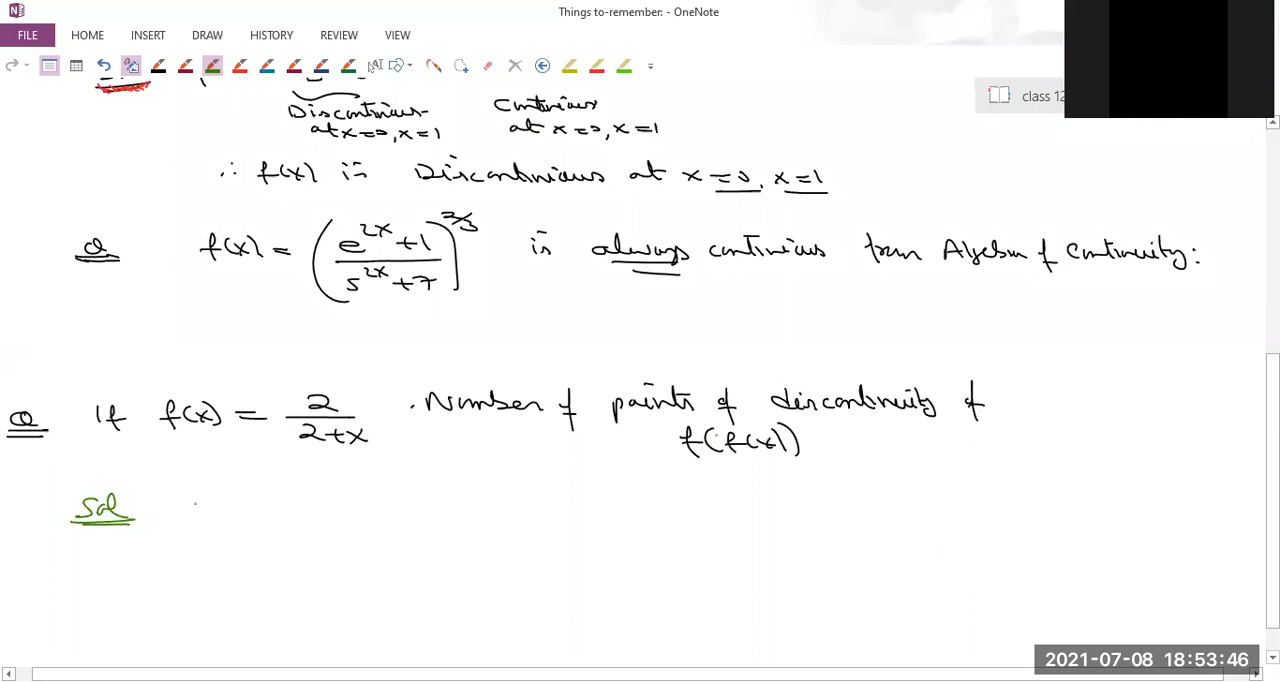 Things to-remember: - OneNote
FILE HOME INSERT DRAW HISTORY REVIEW VIEW
class 12
Discontinuous Continuous
at x=0, x=1 at x=0, x=1
∴ f(x) is Discontinuous at x=0, x=1
Q f(x) = ((e^2x + 1)/(5^2x + 7))^2/3 is always continuous from Algebra of Continuity:
Q If f(x) = 2/(2+x) . Number of points of discontinuity of
f(f(x))
Sol
2021-07-08 18:53:46